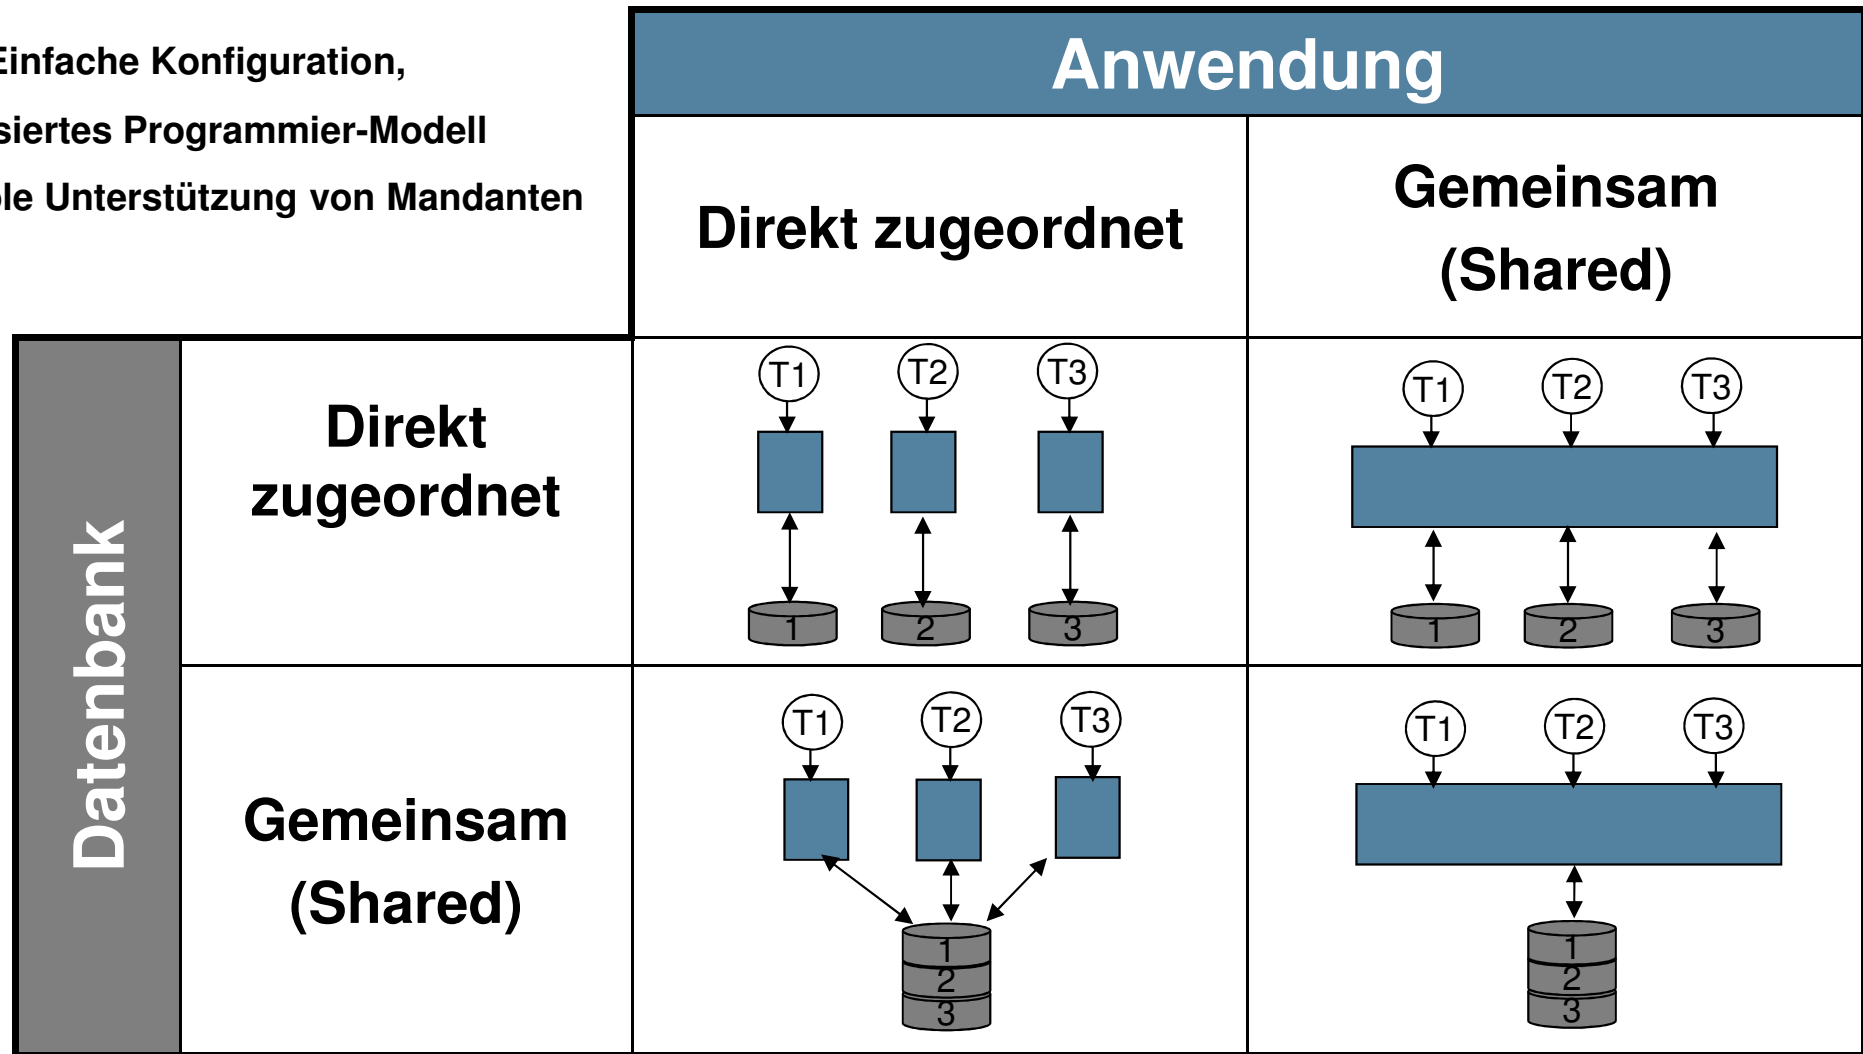 Einfache Konfiguration,
siertes Programmier-Modell
ole Unterstützung von Mandanten
Anwendung
Direkt zugeordnet
Gemeinsam
(Shared)
Datenbank
Direkt
zugeordnet
T1 T2 T3
1 2 3
T1 T2 T3
1 2 3
Gemeinsam
(Shared)
T1 T2 T3
1
2
3
T1 T2 T3
1
2
3